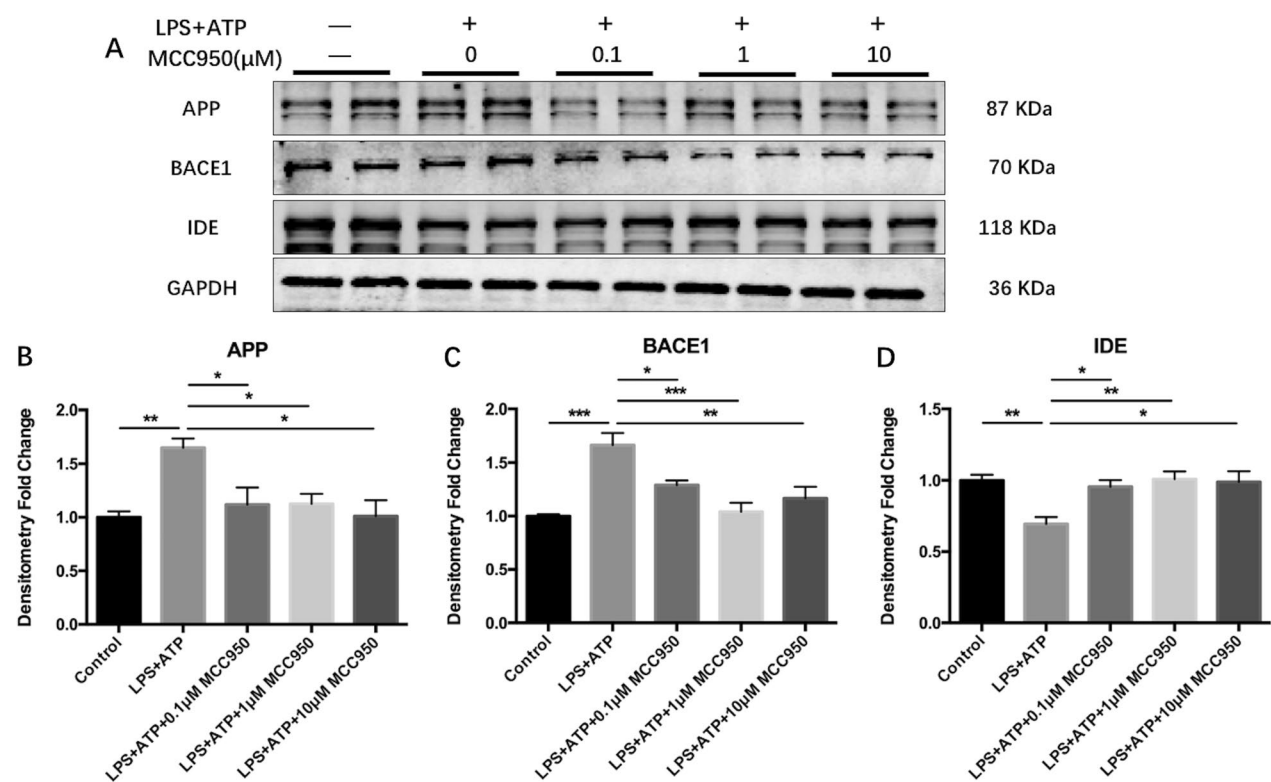 LPS+ATP — + + + +
A MCC950(μM) — 0 0.1 1 10
APP 87 KDa
BACE1 70 KDa
IDE 118 KDa
GAPDH 36 KDa
B APP
* 
*
** *
Densitometry Fold Change
2.0
1.5
1.0
0.5
0.0
Control
LPS+ATP
LPS+ATP+0.1μM MCC950
LPS+ATP+1μM MCC950
LPS+ATP+10μM MCC950
C BACE1
*
***
*** **
Densitometry Fold Change
2.0
1.5
1.0
0.5
0.0
Control
LPS+ATP
LPS+ATP+0.1μM MCC950
LPS+ATP+1μM MCC950
LPS+ATP+10μM MCC950
D IDE
*
**
** *
Densitometry Fold Change
1.5
1.0
0.5
0.0
Control
LPS+ATP
LPS+ATP+0.1μM MCC950
LPS+ATP+1μM MCC950
LPS+ATP+10μM MCC950